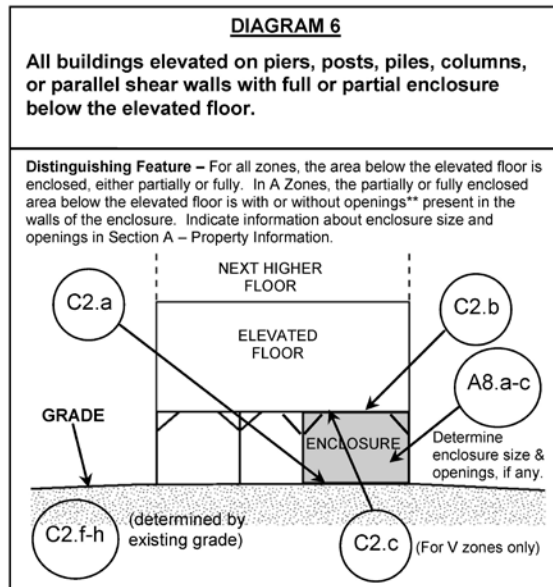 DIAGRAM 6
All buildings elevated on piers, posts, piles, columns,
or parallel shear walls with full or partial enclosure
below the elevated floor.
Distinguishing Feature – For all zones, the area below the elevated floor is
enclosed, either partially or fully. In A Zones, the partially or fully enclosed
area below the elevated floor is with or without openings** present in the
walls of the enclosure. Indicate information about enclosure size and
openings in Section A – Property Information.
NEXT HIGHER
FLOOR
C2.a
C2.b
ELEVATED
FLOOR
A8.a-c
GRADE
ENCLOSURE
Determine
enclosure size &
openings, if any.
C2.f-h
(determined by
existing grade)
C2.c
(For V zones only)